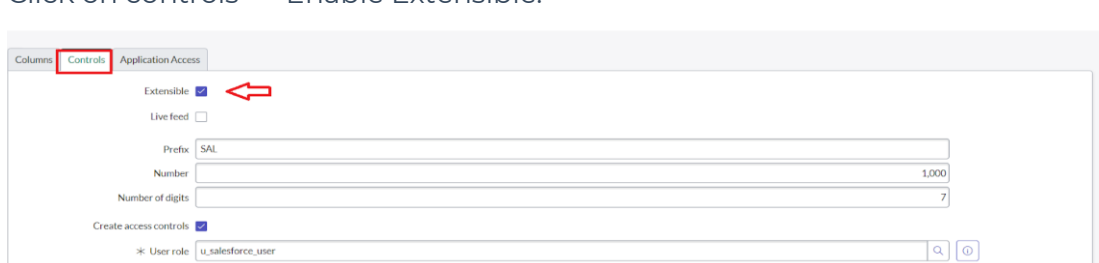 Click on controls
Enable Extensible.
Columns Controls Application Access
Extensible
Live feed
Prefix SAL
Number 1,000
Number of digits 7
Create access controls
✳ User role u_salesforce_user